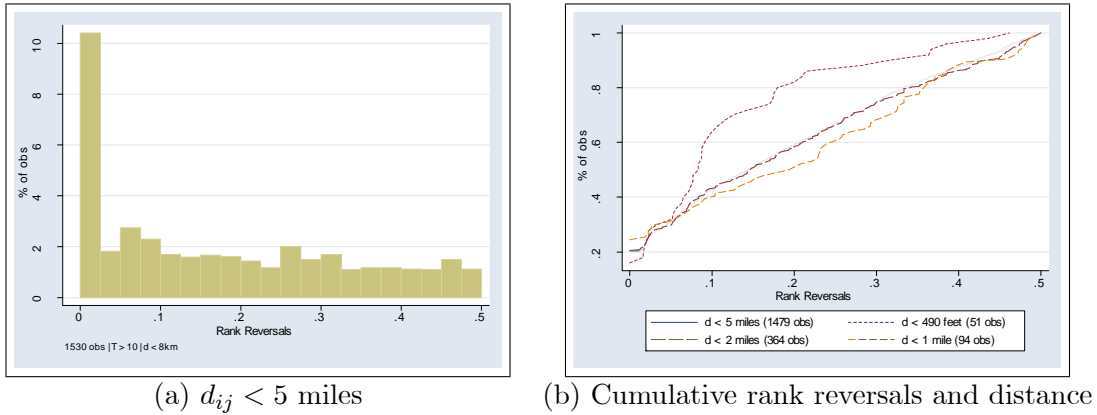 % of obs
10
8
6
4
2
0
0 .1 .2 .3 .4 .5
Rank Reversals
1530 obs |T > 10 | d < 8km
(a) d_{ij} < 5 miles
% of obs
1
.8
.6
.4
.2
0 .1 .2 .3 .4 .5
Rank Reversals
d < 5 miles (1479 obs)
d < 490 feet (51 obs)
d < 2 miles (364 obs)
d < 1 mile (94 obs)
(b) Cumulative rank reversals and distance